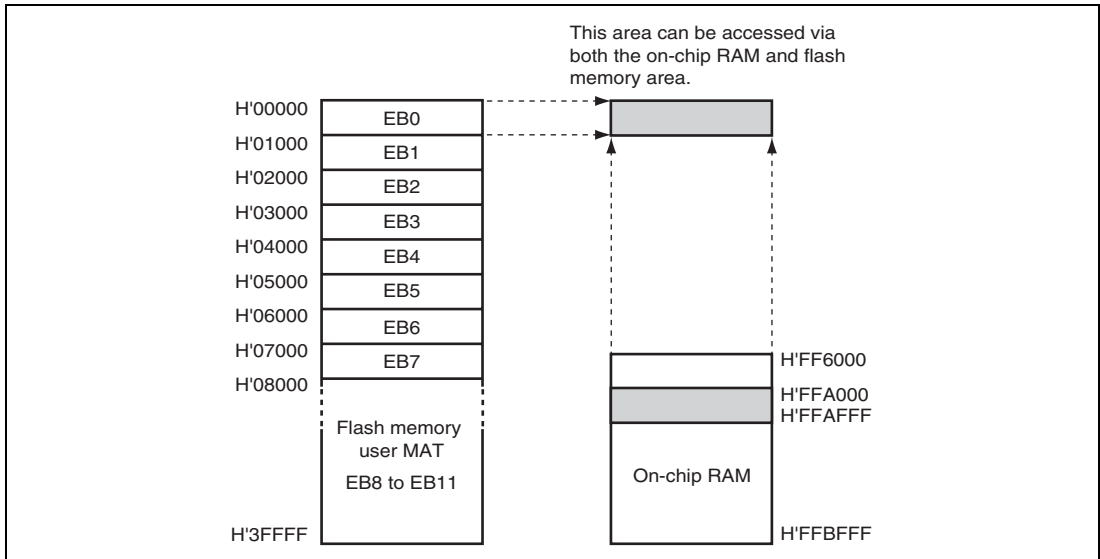 This area can be accessed via
both the on-chip RAM and flash
memory area.
H'00000
EB0
H'01000
EB1
H'02000
EB2
H'03000
EB3
H'04000
EB4
H'05000
EB5
H'06000
EB6
H'07000
EB7
H'08000
Flash memory
user MAT
EB8 to EB11
H'3FFFF
H'FF6000
H'FFA000
H'FFAFFF
On-chip RAM
H'FFBFFF